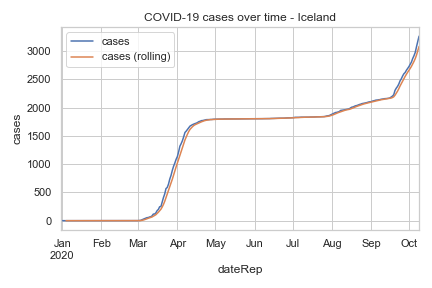 COVID-19 cases over time - Iceland
cases
cases (rolling)
cases
3000
2500
2000
1500
1000
500
0
Jan Feb Mar Apr May Jun Jul Aug Sep Oct
2020
dateRep